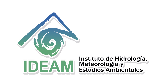 IDEAM
Instituto de Hidrología,
Meteorología y
Estudios Ambientales